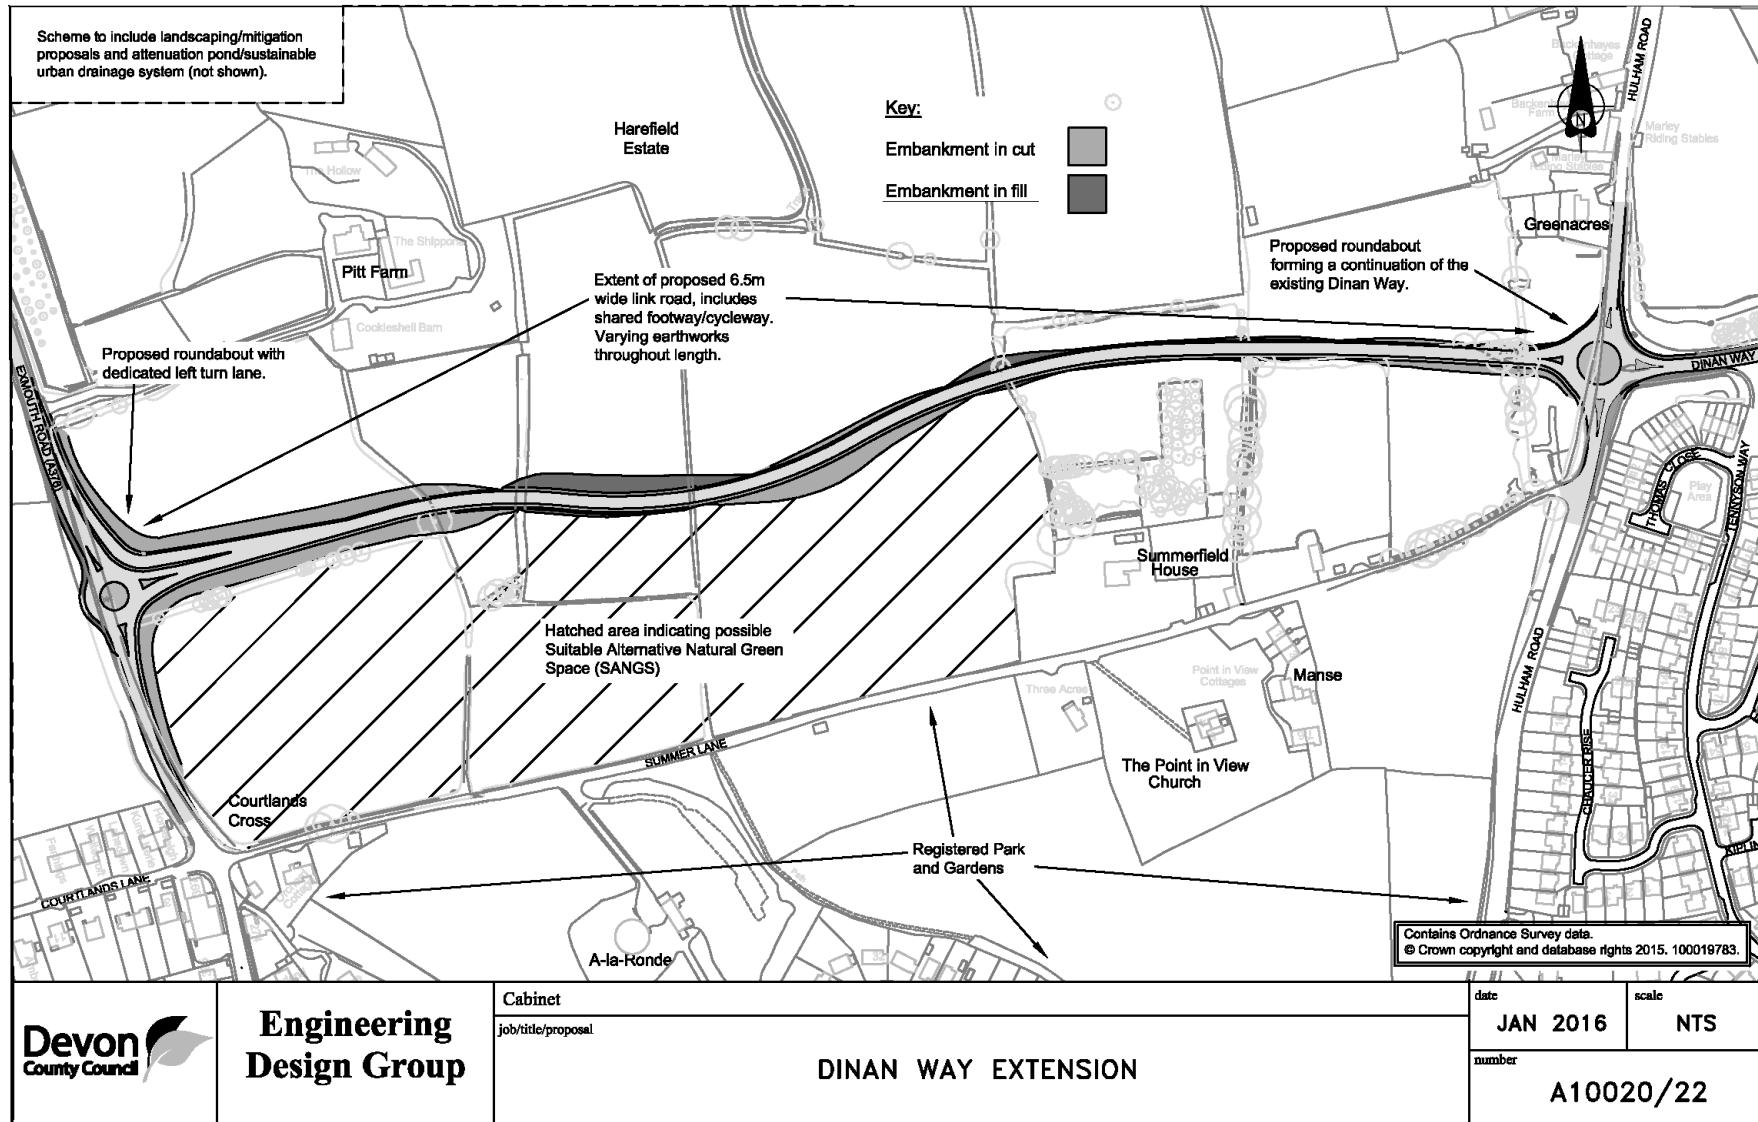 Scheme to include landscaping/mitigation
proposals and attenuation pond/sustainable
urban drainage system (not shown).
Harefield
Estate
Key:
Embankment in cut
Embankment in fill
N
HULHAM ROAD
Marley
Riding Stables
Marley
Riding Stables
The Hollow
The Shippons
Pitt Farm
Cockleshell Barn
Greenacres
Proposed roundabout
forming a continuation of the
existing Dinan Way.
Extent of proposed 6.5m
wide link road, includes
shared footway/cycleway.
Varying earthworks
throughout length.
Proposed roundabout with
dedicated left turn lane.
EXMOUTH ROAD (A376)
DINAN WAY
THOMAS CLOSE
Play
Area
TENNYSON WAY
Summerfield
House
Hatched area indicating possible
Suitable Alternative Natural Green
Space (SANGS)
HULHAM ROAD
Point in View
Cottages
Manse
Three Acres
SUMMER LANE
The Point in View
Church
CHAUCER RISE
Courtlands
Cross
COURTLANDS LANE
Registered Park
and Gardens
Path
KIPLIN
A-la-Ronde
32
Contains Ordnance Survey data.
© Crown copyright and database rights 2015. 100019783.
Devon
County Council
Engineering
Design Group
Cabinet
job/title/proposal
DINAN WAY EXTENSION
date
JAN 2016
scale
NTS
number
A10020/22